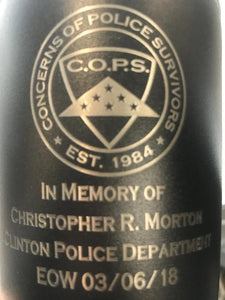 CONCERNS OF POLICE SURVIVORS
C.O.P.S.
★ EST. 1984 ★
IN MEMORY OF
CHRISTOPHER R. MORTON
CLINTON POLICE DEPARTMENT
EOW 03/06/18